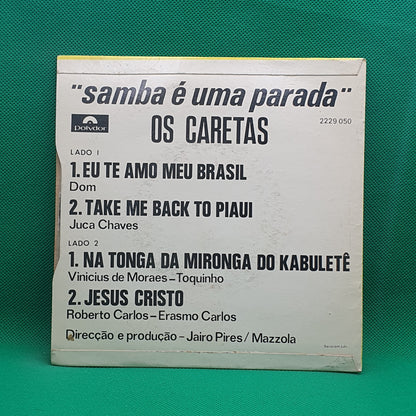 "samba é uma parada"
Polydor
OS CARETAS
2229 050
LADO 1
1. EU TE AMO MEU BRASIL
Dom
2. TAKE ME BACK TO PIAUI
Juca Chaves
LADO 2
1. NA TONGA DA MIRONGA DO KABULETÊ
Vinicius de Moraes – Toquinho
2. JESUS CRISTO
Roberto Carlos – Erasmo Carlos
Direcção e produção – Jairo Pires / Mazzola